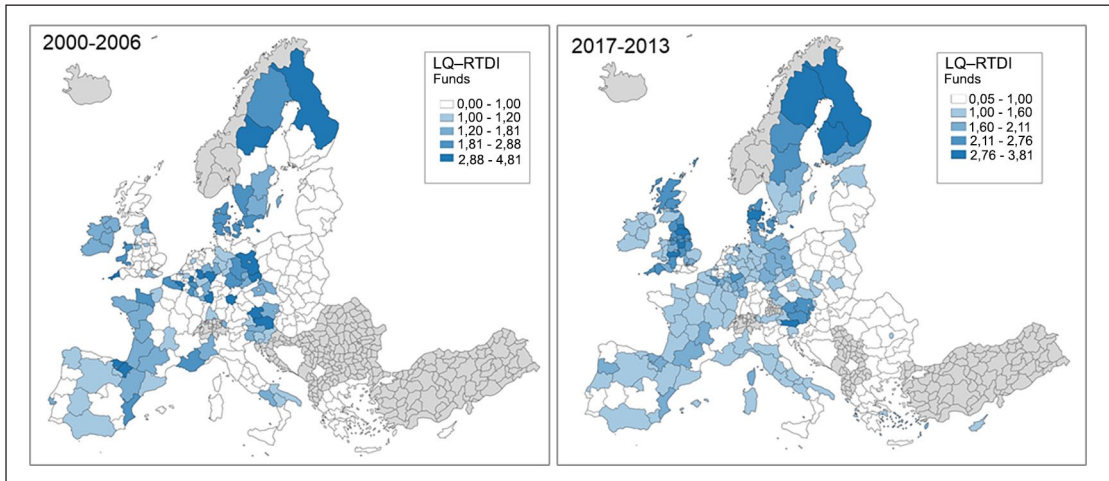 2000-2006
LQ–RTDI
Funds
0,00 - 1,00
1,00 - 1,20
1,20 - 1,81
1,81 - 2,88
2,88 - 4,81
2017-2013
LQ–RTDI
Funds
0,05 - 1,00
1,00 - 1,60
1,60 - 2,11
2,11 - 2,76
2,76 - 3,81